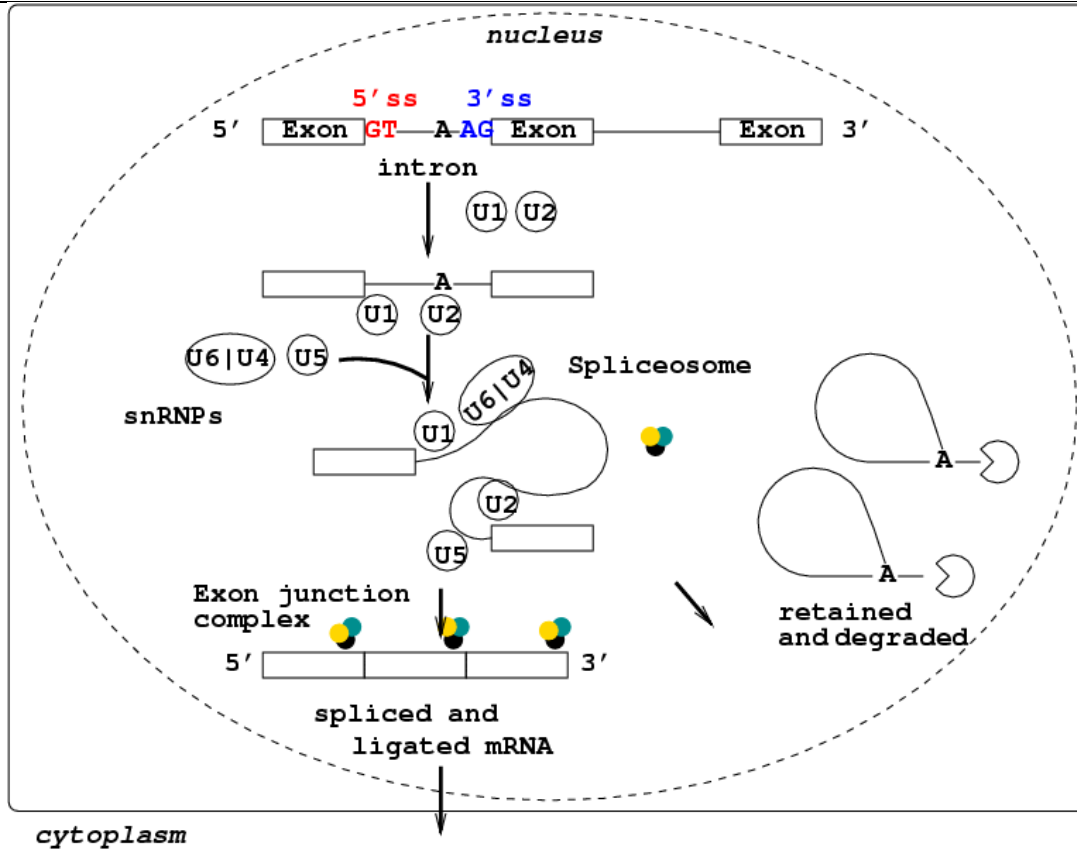 nucleus
5'ss 3'ss
5' Exon GT A AG Exon Exon 3'
intron
U1 U2
A
U1 U2
U6|U4 U5
snRNPs
Spliceosome
U6|U4
U1
U2
U5
A
A
retained
and degraded
Exon junction
complex
5' 3'
spliced and
ligated mRNA
cytoplasm